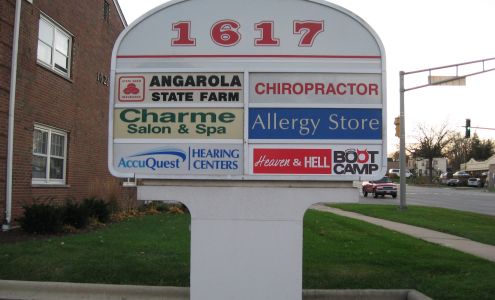 1617
ANGAROLA
STATE FARM
CHIROPRACTOR
Charme
Salon & Spa
Allergy Store
AccuQuest
HEARING
CENTERS
Heaven & HELL
BOOT
CAMP